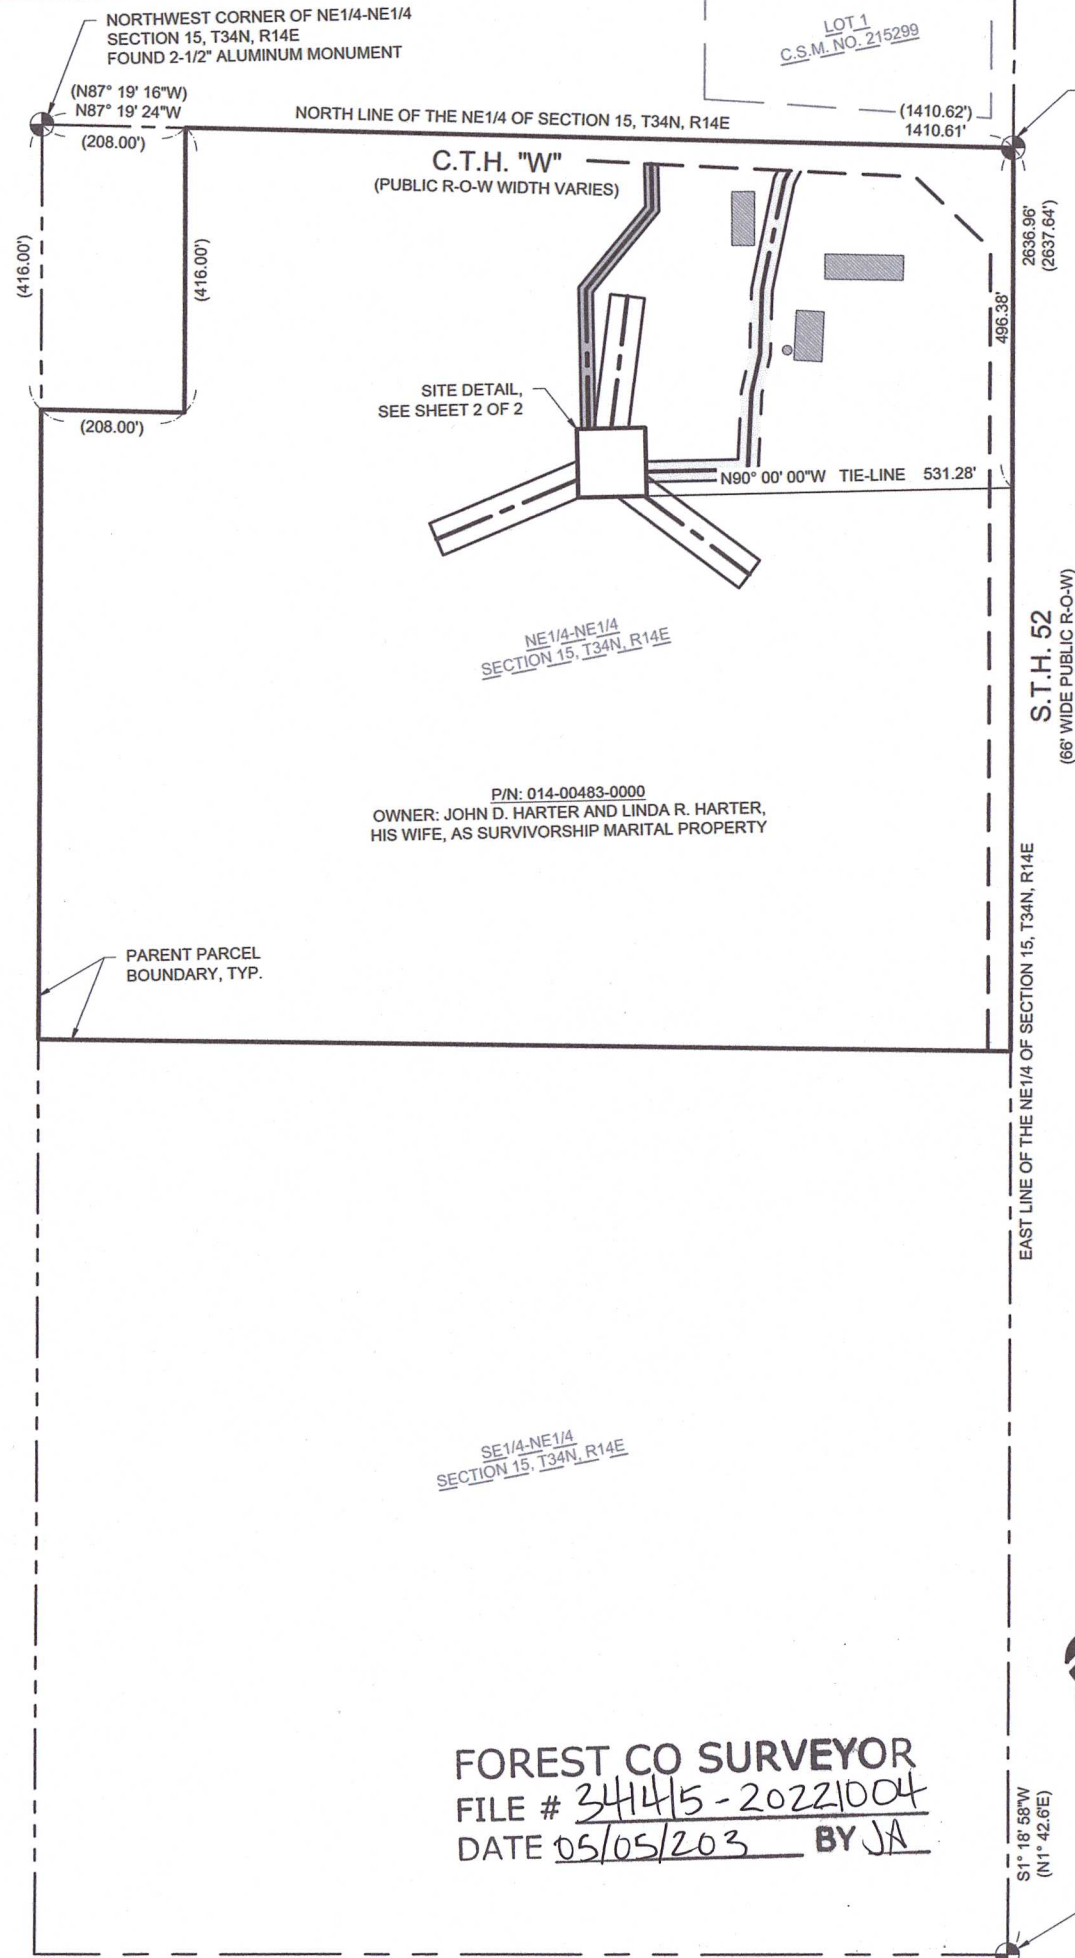 NORTHWEST CORNER OF NE1/4-NE1/4
SECTION 15, T34N, R14E
FOUND 2-1/2" ALUMINUM MONUMENT
LOT 1
C.S.M. NO. 215299
(N87° 19' 16"W)
N87° 19' 24"W
(208.00')
NORTH LINE OF THE NE1/4 OF SECTION 15, T34N, R14E
(1410.62')
1410.61'
C.T.H. "W"
(PUBLIC R-O-W WIDTH VARIES)
(416.00')
(416.00')
2636.96'
(2637.64')
496.38'
SITE DETAIL,
SEE SHEET 2 OF 2
(208.00')
N90° 00' 00"W TIE-LINE 531.28'
NE1/4-NE1/4
SECTION 15, T34N, R14E
S.T.H. 52
(66' WIDE PUBLIC R-O-W)
P/N: 014-00483-0000
OWNER: JOHN D. HARTER AND LINDA R. HARTER,
HIS WIFE, AS SURVIVORSHIP MARITAL PROPERTY
PARENT PARCEL
BOUNDARY, TYP.
EAST LINE OF THE NE1/4 OF SECTION 15, T34N, R14E
SE1/4-NE1/4
SECTION 15, T34N, R14E
FOREST CO SURVEYOR
FILE # 341415-20221004
DATE 05/05/203 BY JA
S1° 18' 58"W
(N1° 42.6'E)